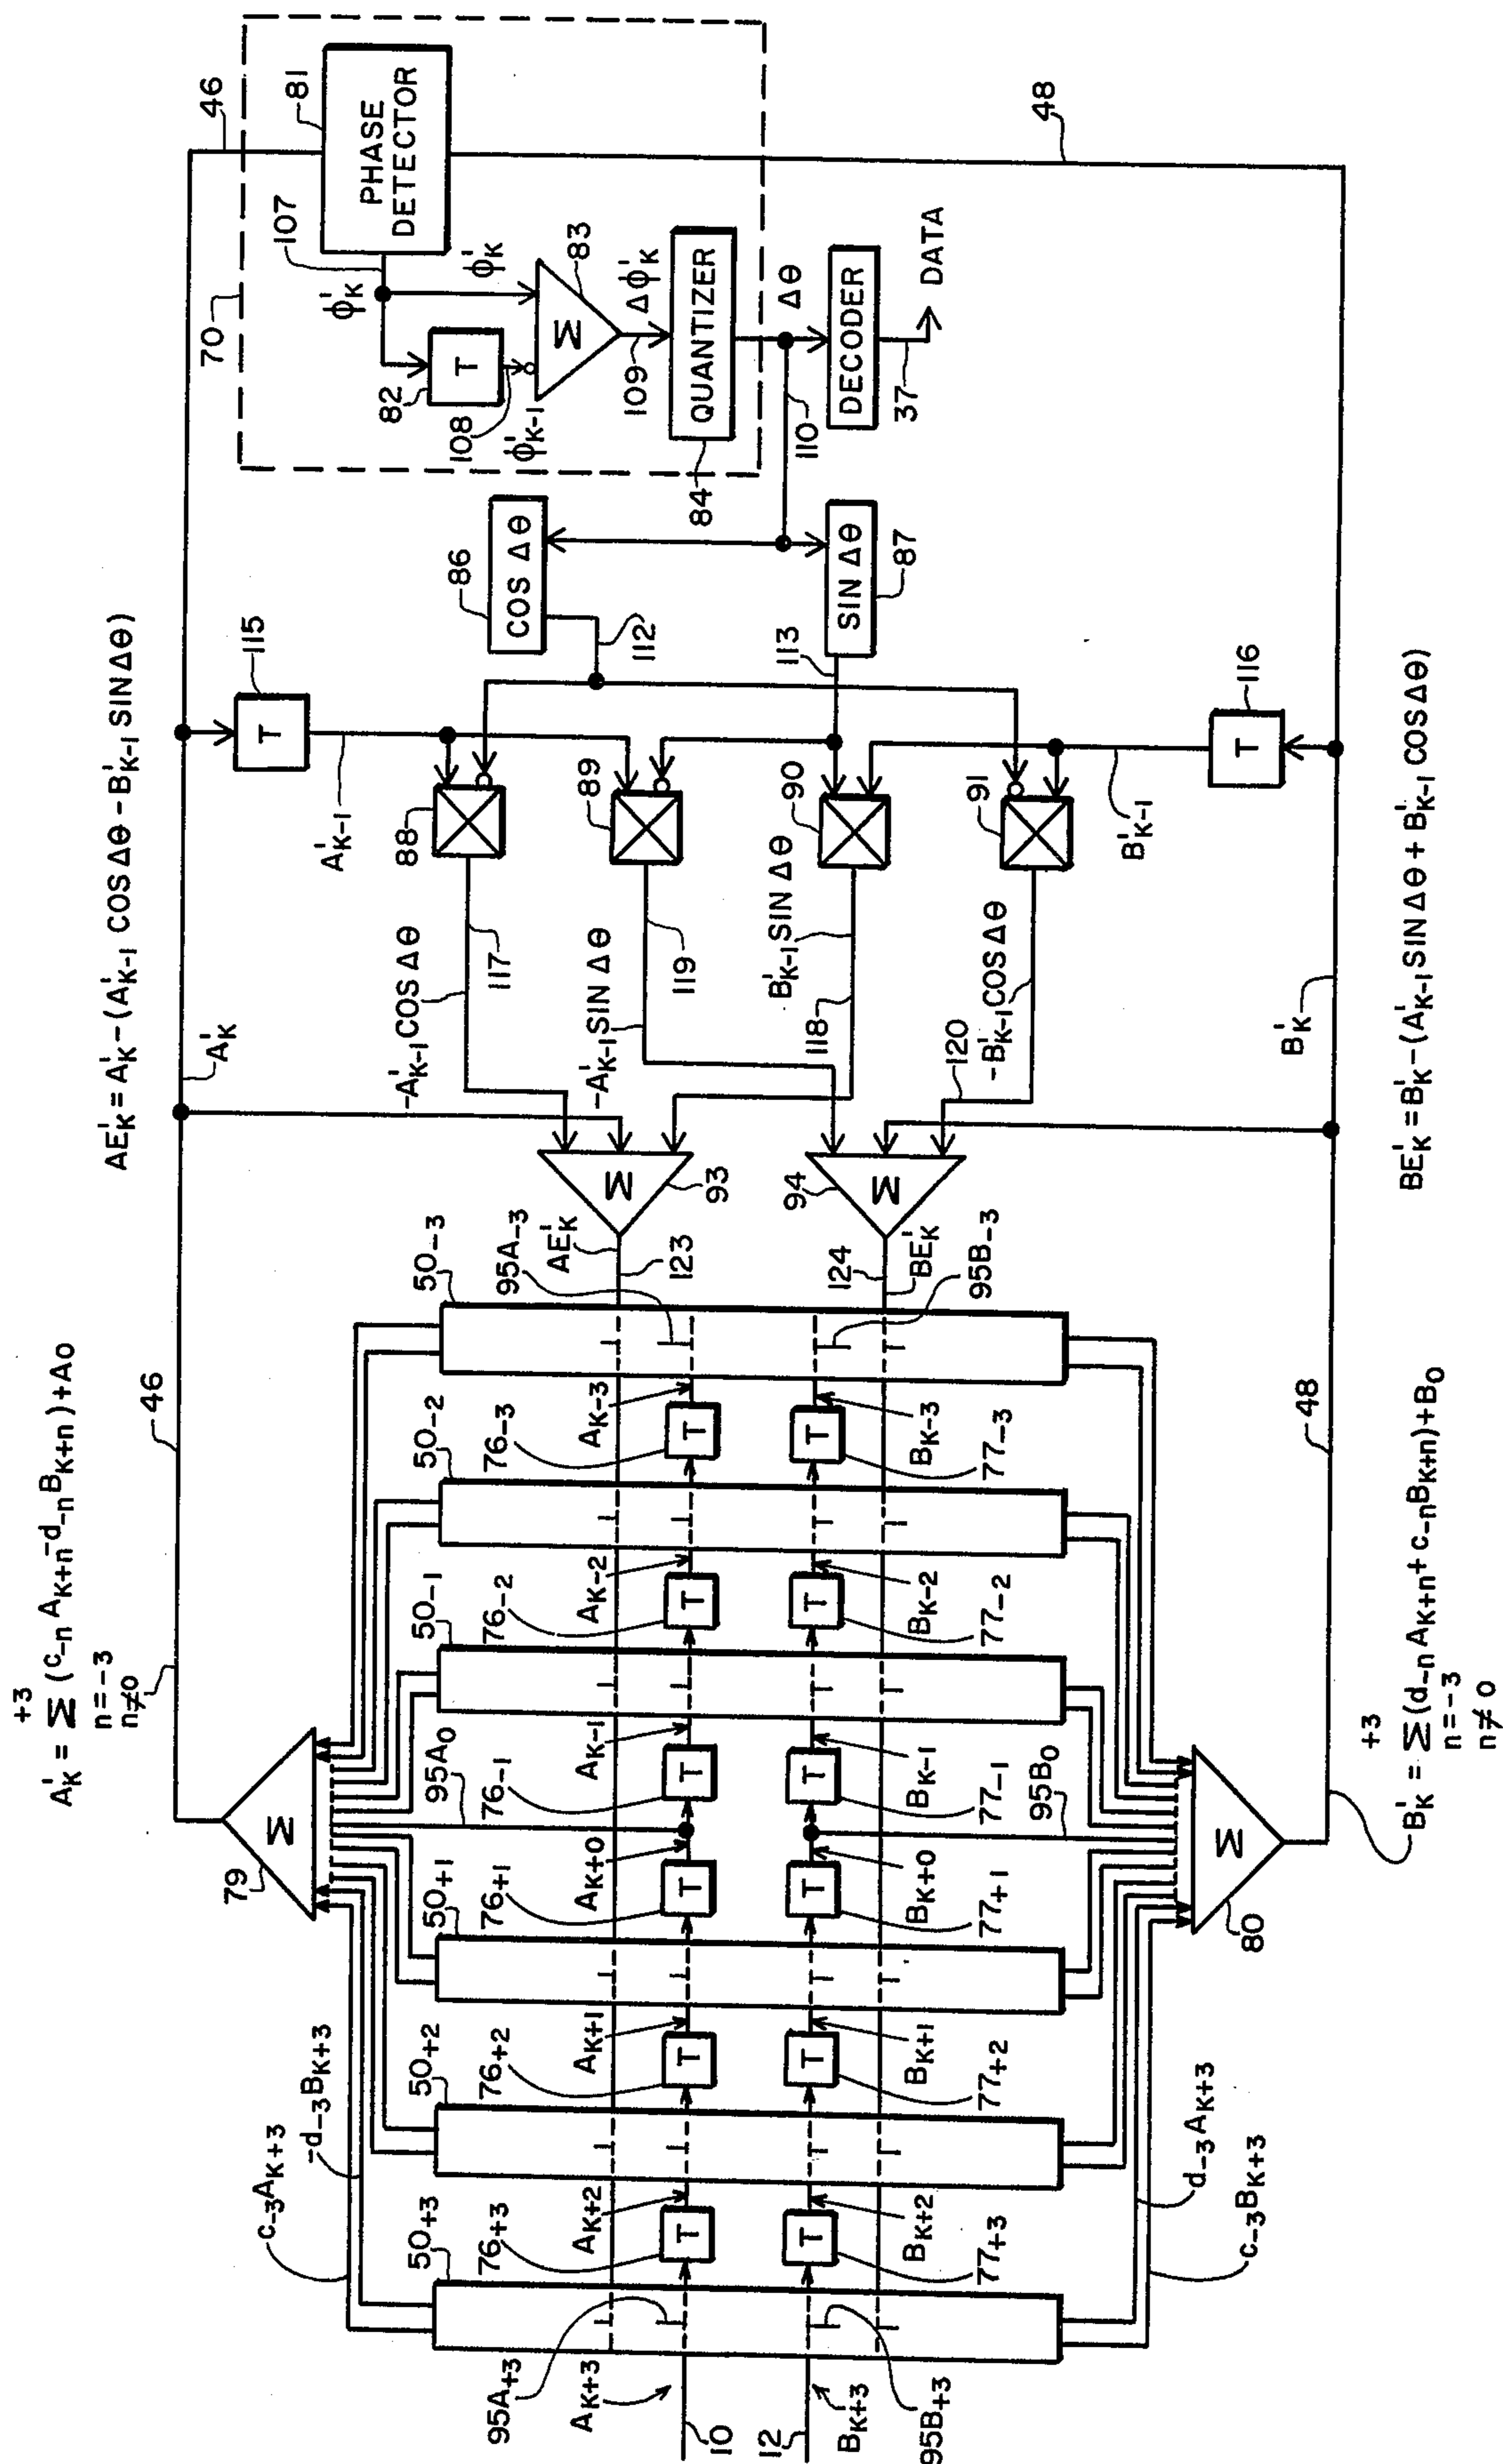 A'K = Σ (C-n AK+n - d-n BK+n) + A0
+3
n=-3
n≠0
46
AE'K = A'K - (A'K-1 COS Δθ - B'K-1 SIN Δθ)
A'K
115
T
A'K-1
46
70
81
PHASE DETECTOR
107
φ'K
φ'K
82
T
108
φ'K-1
Σ
83
109
Δφ'K
QUANTIZER
84
Δθ
110
DECODER
37
DATA
48
86
COS Δθ
112
SIN Δθ
87
113
88
89
90
91
-A'K-1 COS Δθ
117
-A'K-1 SIN Δθ
119
B'K-1 SIN Δθ
118
-B'K-1 COS Δθ
120
B'K-1
T
116
B'K
Σ
93
Σ
94
AE'K
123
BE'K
124
C-3AK+3
-d-3BK+3
79
Σ
95A0
50+3
50+2
50+1
50-1
50-2
50-3
95A-3
95B-3
95A+3
AK+3
10
12
BK+3
95B+3
76+3
T
AK+2
76+2
T
AK+1
76+1
T
AK+0
76-1
T
AK-1
76-2
T
AK-2
76-3
T
AK-3
T
77+3
BK+2
T
77+2
BK+1
T
77+1
BK+0
T
77-1
BK-1
T
77-2
BK-2
T
77-3
BK-3
95B0
Σ
80
d-3AK+3
C-3BK+3
48
B'K = Σ (d-n AK+n + C-n BK+n) + B0
+3
n=-3
n≠0
BE'K = B'K - (A'K-1 SIN Δθ + B'K-1 COS Δθ)